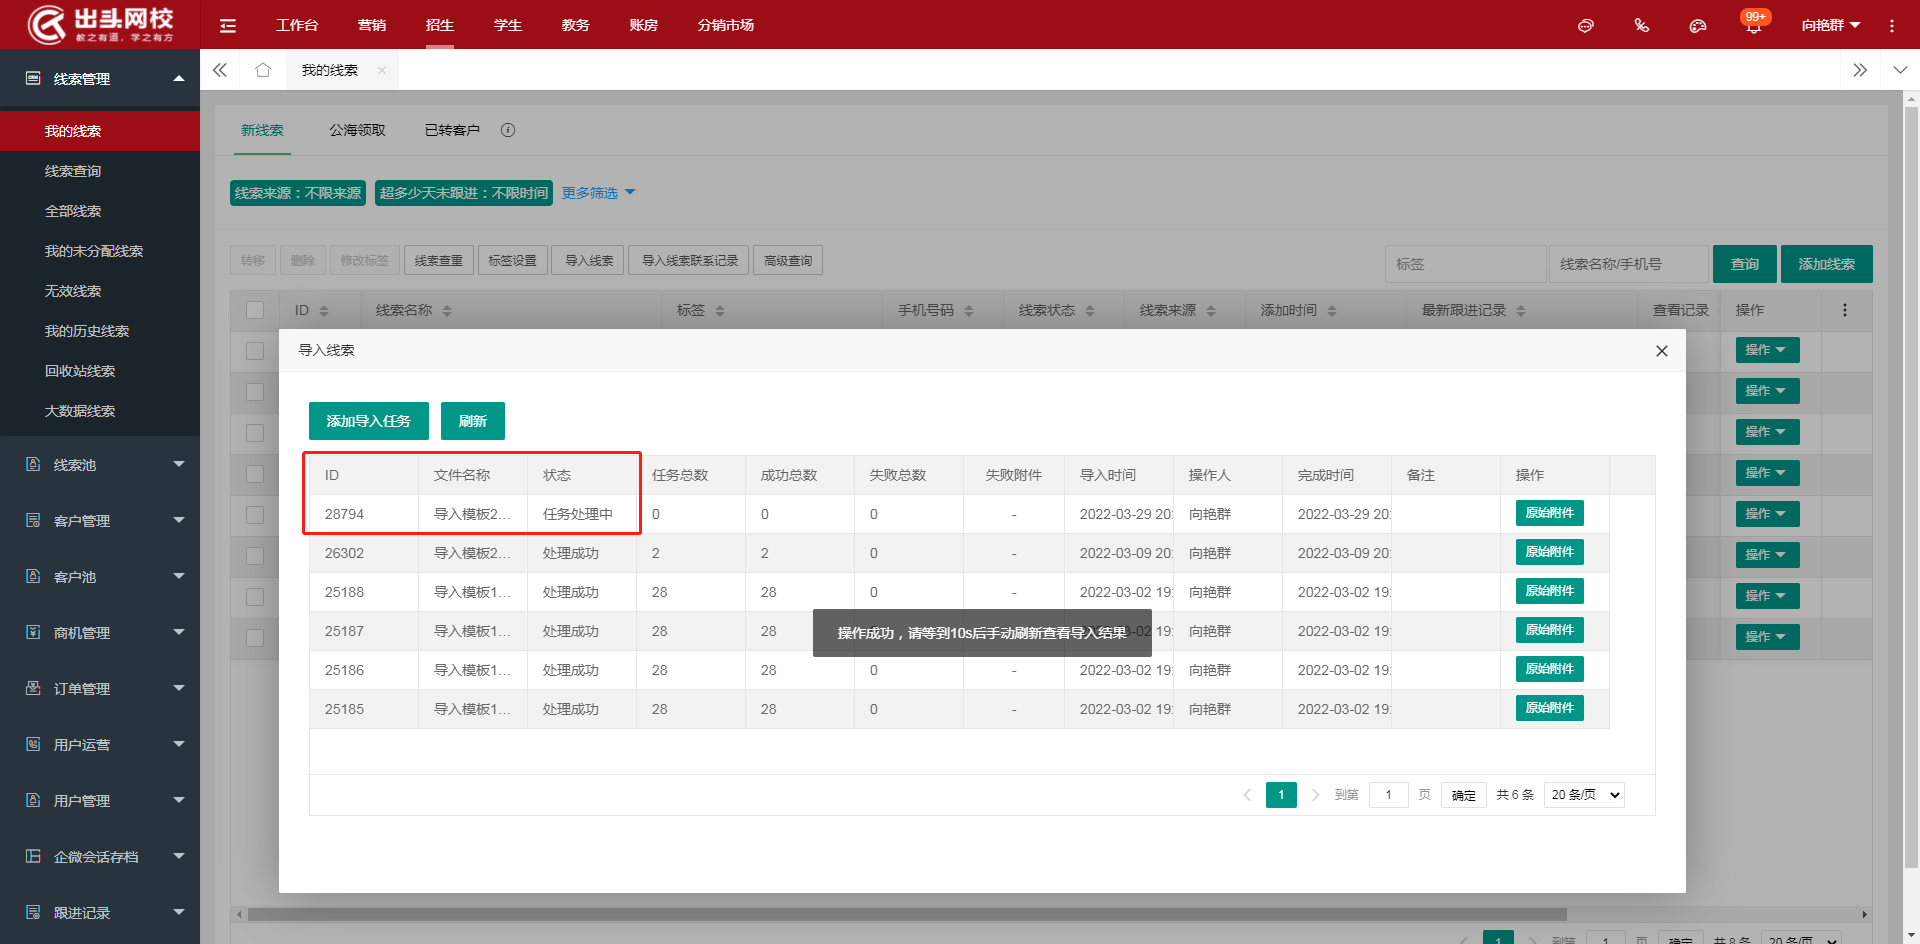 出头网校
教之有道，学之有方
工作台 营销 招生 学生 教务 账房 分销市场
99+
向艳群
线索管理
我的线索
线索查询
全部线索
我的未分配线索
无效线索
我的历史线索
回收站线索
大数据线索
线索池
客户管理
客户池
商机管理
订单管理
用户运营
用户管理
企微会话存档
跟进记录
我的线索
新线索 公海领取 已转客户
线索来源：不限来源 超多少天未跟进：不限时间 更多筛选
转移 删除 修改标签 线索查重 标签设置 导入线索 导入线索联系记录 高级查询 标签 线索名称/手机号 查询 添加线索
ID 线索名称 标签 手机号码 线索状态 线索来源 添加时间 最新跟进记录 查看记录 操作
操作
操作
操作
操作
操作
操作
操作
操作
导入线索
添加导入任务 刷新
ID 文件名称 状态 任务总数 成功总数 失败总数 失败附件 导入时间 操作人 完成时间 备注 操作
28794 导入模板2... 任务处理中 0 0 0 - 2022-03-29 20: 向艳群 2022-03-29 20: 原始附件
26302 导入模板2... 处理成功 2 2 0 - 2022-03-09 20: 向艳群 2022-03-09 20: 原始附件
25188 导入模板1... 处理成功 28 28 0 - 2022-03-02 19: 向艳群 2022-03-02 19: 原始附件
25187 导入模板1... 处理成功 28 28 3-02 19: 向艳群 2022-03-02 19: 原始附件
操作成功，请等到10s后手动刷新查看导入结果
25186 导入模板1... 处理成功 28 28 0 - 2022-03-02 19: 向艳群 2022-03-02 19: 原始附件
25185 导入模板1... 处理成功 28 28 0 - 2022-03-02 19: 向艳群 2022-03-02 19: 原始附件
1 到第 1 页 确定 共 6 条 20 条/页
1 到第 1 页 确定 共 8 条 20 条/页